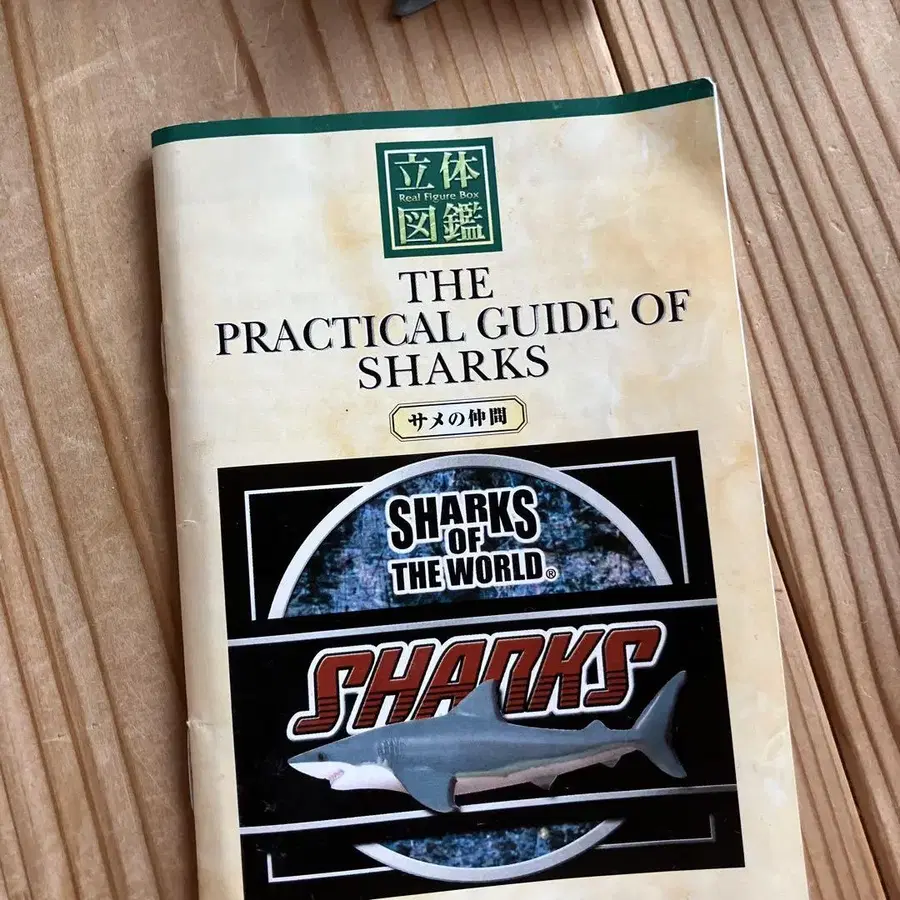 立体
Real Figure Box
図鑑
THE
PRACTICAL GUIDE OF
SHARKS
サメの仲間
SHARKS
OF
THE WORLD®
SHARKS